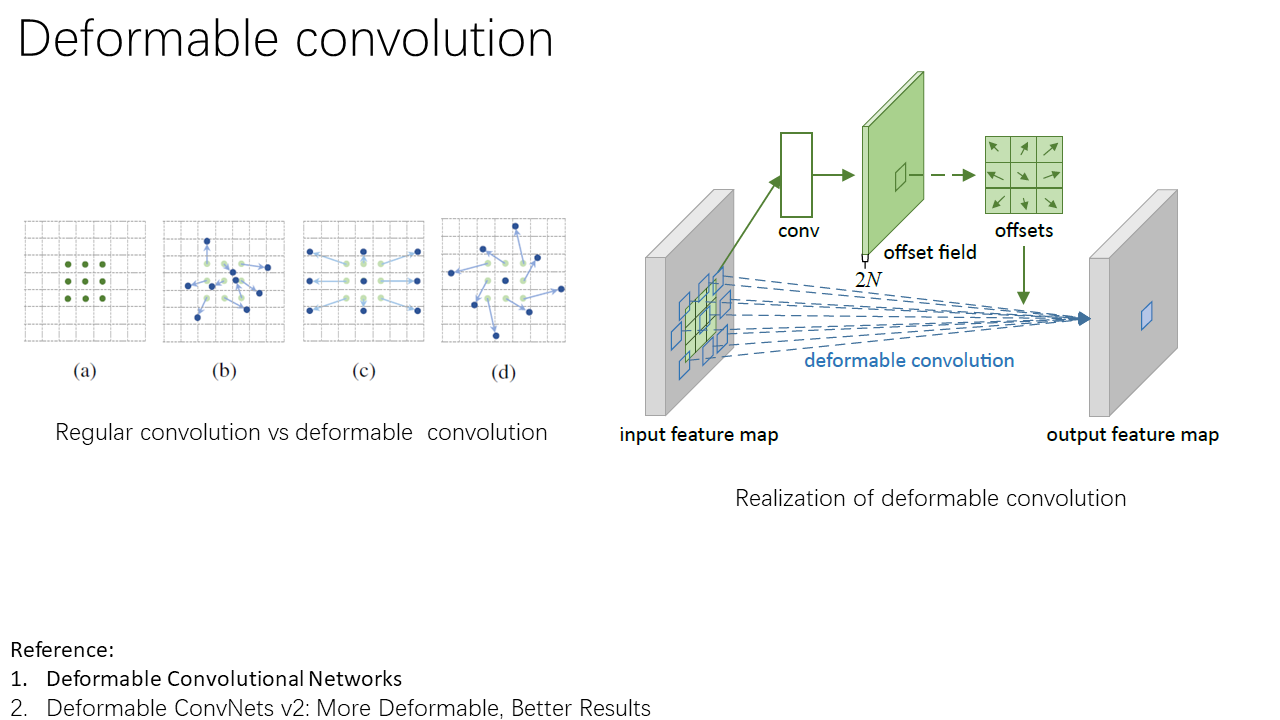 Deformable convolution
(a)
(b)
(c)
(d)
Regular convolution vs deformable convolution
conv
offset field
2N
offsets
deformable convolution
input feature map
output feature map
Realization of deformable convolution
Reference:
1. Deformable Convolutional Networks
2. Deformable ConvNets v2: More Deformable, Better Results